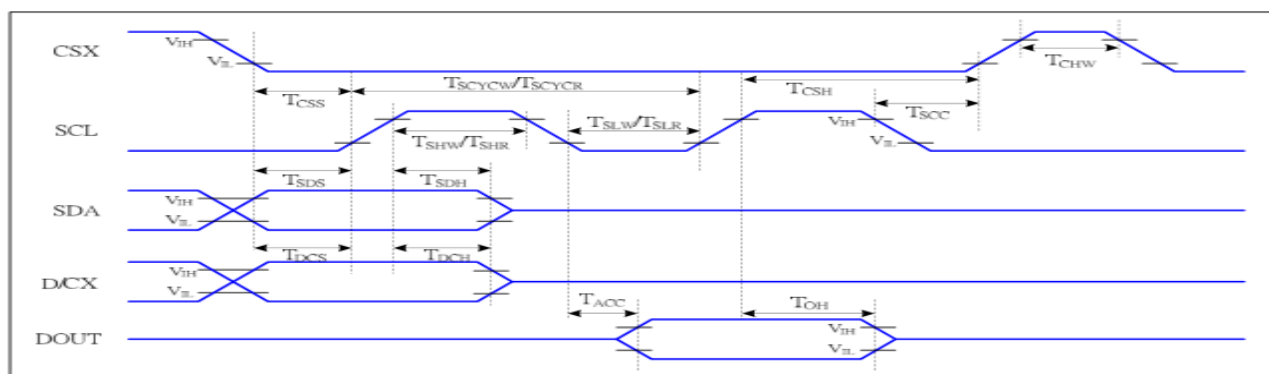 CSX
VIH
VIL
TCHW
TSCYCW/TSCYCR
TCSS
TCSH
TSCC
SCL
TSLW/TSLR
TSHW/TSHR
VIH
VIL
TSDS
TSDH
SDA
VIH
VIL
TDCS
TDCH
D/CX
VIH
VIL
TACC
TOH
DOUT
VIH
VIL